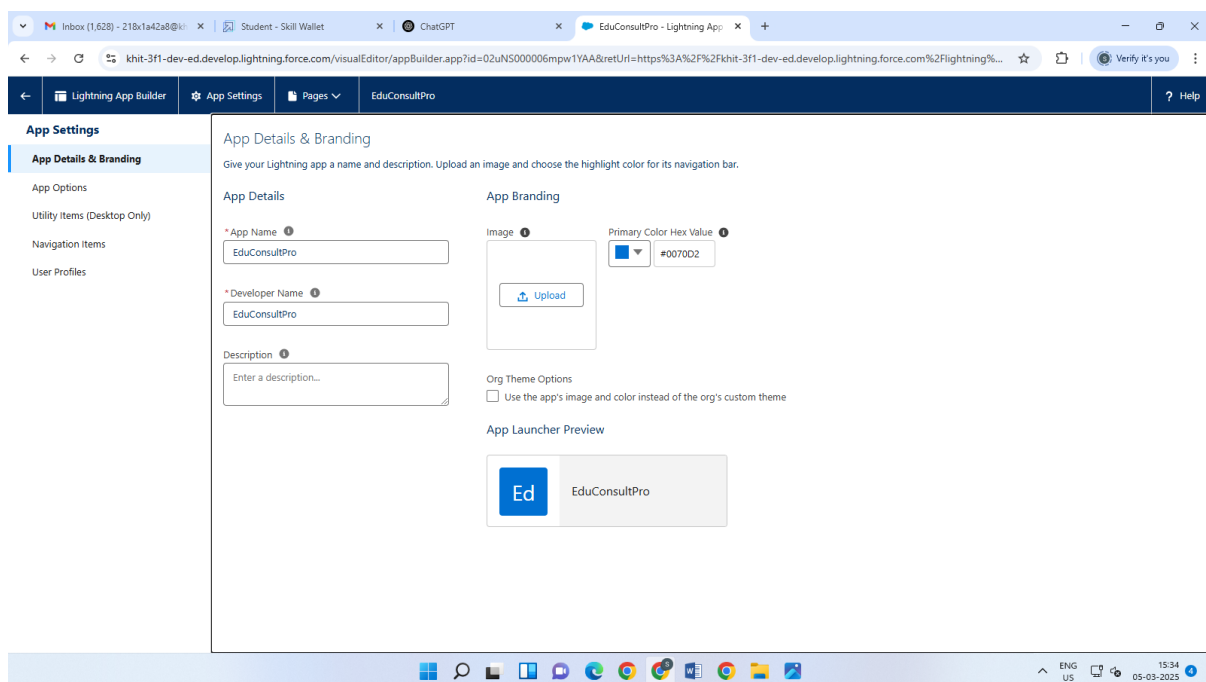 Inbox (1,628) - 218x1a42a8@kh
Student - Skill Wallet
ChatGPT
EduConsultPro - Lightning App
khit-3f1-dev-ed.develop.lightning.force.com/visualEditor/appBuilder.app?id=02uNS000006mpw1YAA&retUrl=https%3A%2F%2Fkhit-3f1-dev-ed.develop.lightning.force.com%2Flightning%...
S
Verify it's you
Lightning App Builder
App Settings
Pages
EduConsultPro
? Help
App Settings
App Details & Branding
App Options
Utility Items (Desktop Only)
Navigation Items
User Profiles
App Details & Branding
Give your Lightning app a name and description. Upload an image and choose the highlight color for its navigation bar.
App Details
*App Name
EduConsultPro
*Developer Name
EduConsultPro
Description
Enter a description...
App Branding
Image
Upload
Primary Color Hex Value
#0070D2
Org Theme Options
Use the app's image and color instead of the org's custom theme
App Launcher Preview
Ed
EduConsultPro
ENG
US
15:34
05-03-2025
4